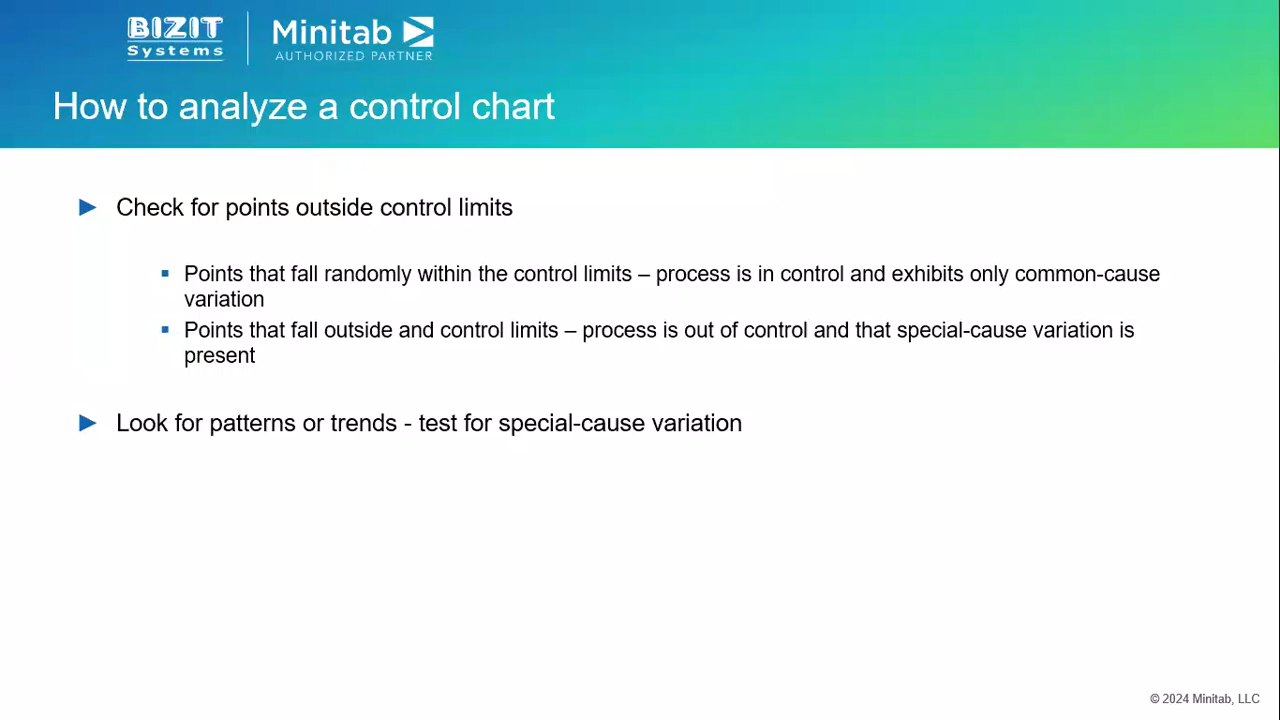 BIZIT
Systems
Minitab
AUTHORIZED PARTNER
How to analyze a control chart
Check for points outside control limits
Points that fall randomly within the control limits – process is in control and exhibits only common-cause
variation
Points that fall outside and control limits – process is out of control and that special-cause variation is
present
Look for patterns or trends - test for special-cause variation
© 2024 Minitab, LLC